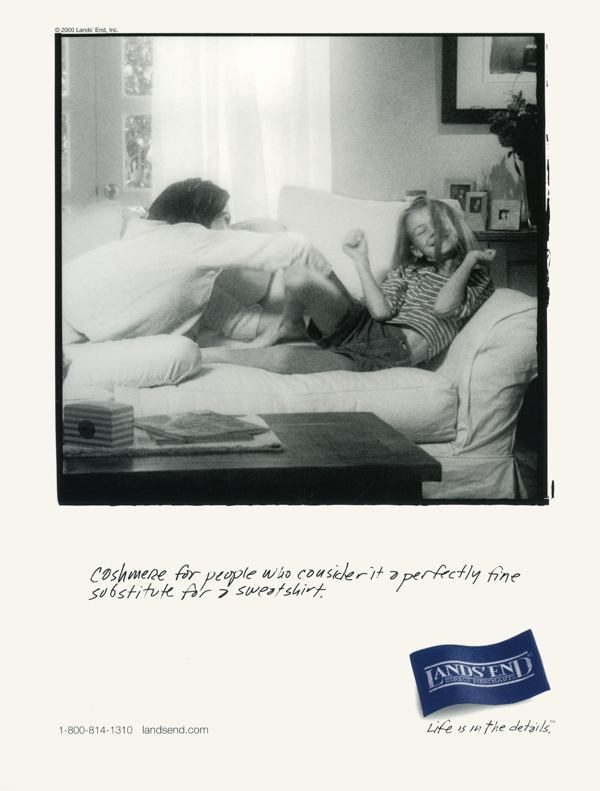 © 2000 Lands' End, Inc.
cashmere for people who consider it a perfectly fine
substitute for a sweatshirt.
LANDS' END
DIRECT MERCHANTS
Life is in the details.™
1-800-814-1310 landsend.com